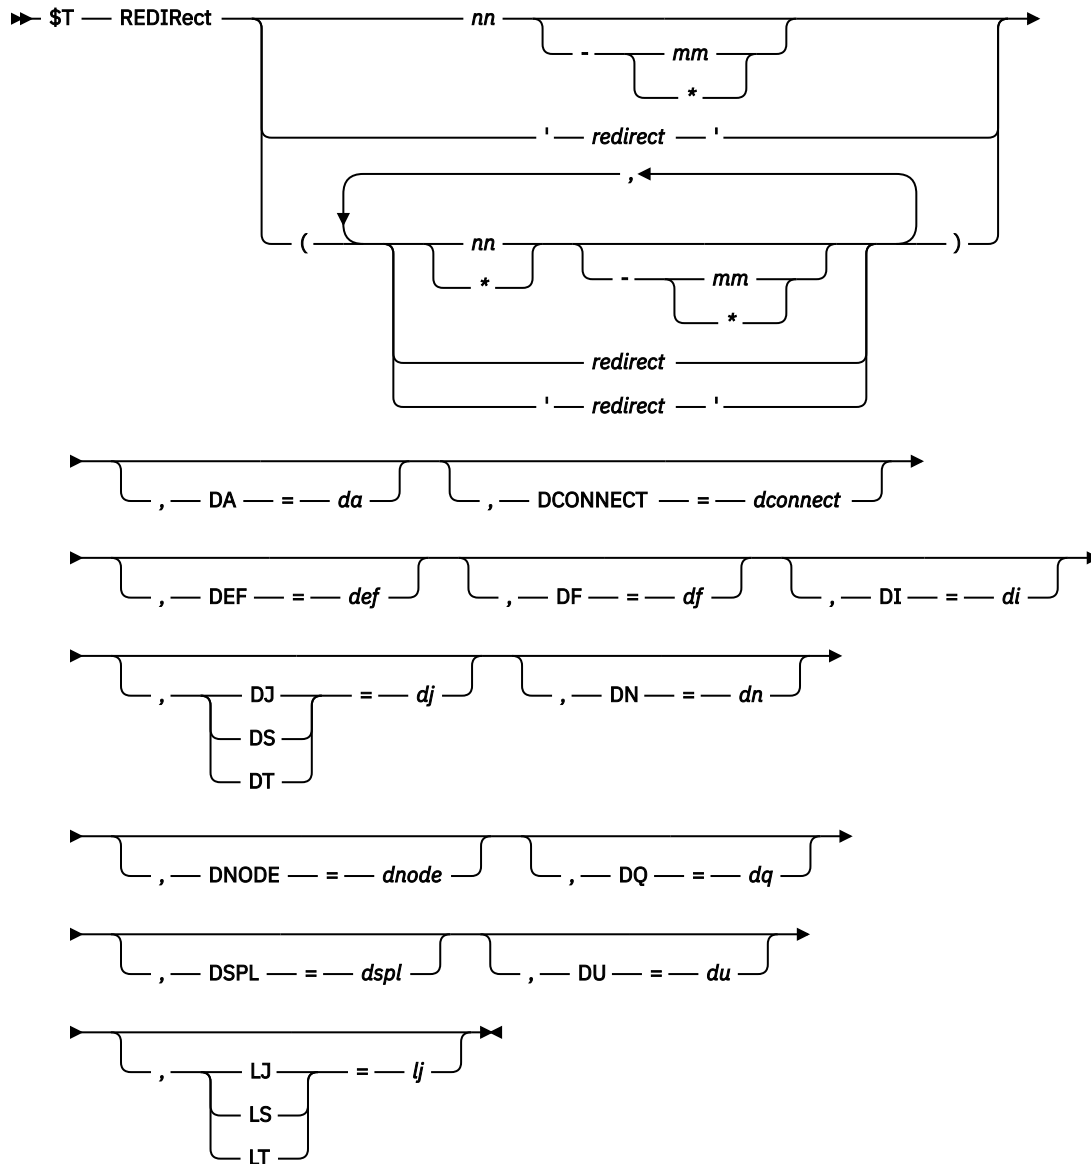 $T REDIRect nn
- mm
*
' redirect '
,
( nn )
* - mm
*
redirect
' redirect '
, DA = da , DCONNECT = dconnect
, DEF = def , DF = df , DI = di
, DJ = dj , DN = dn
DS
DT
, DNODE = dnode , DQ = dq
, DSPL = dspl , DU = du
, LJ = lj
LS
LT